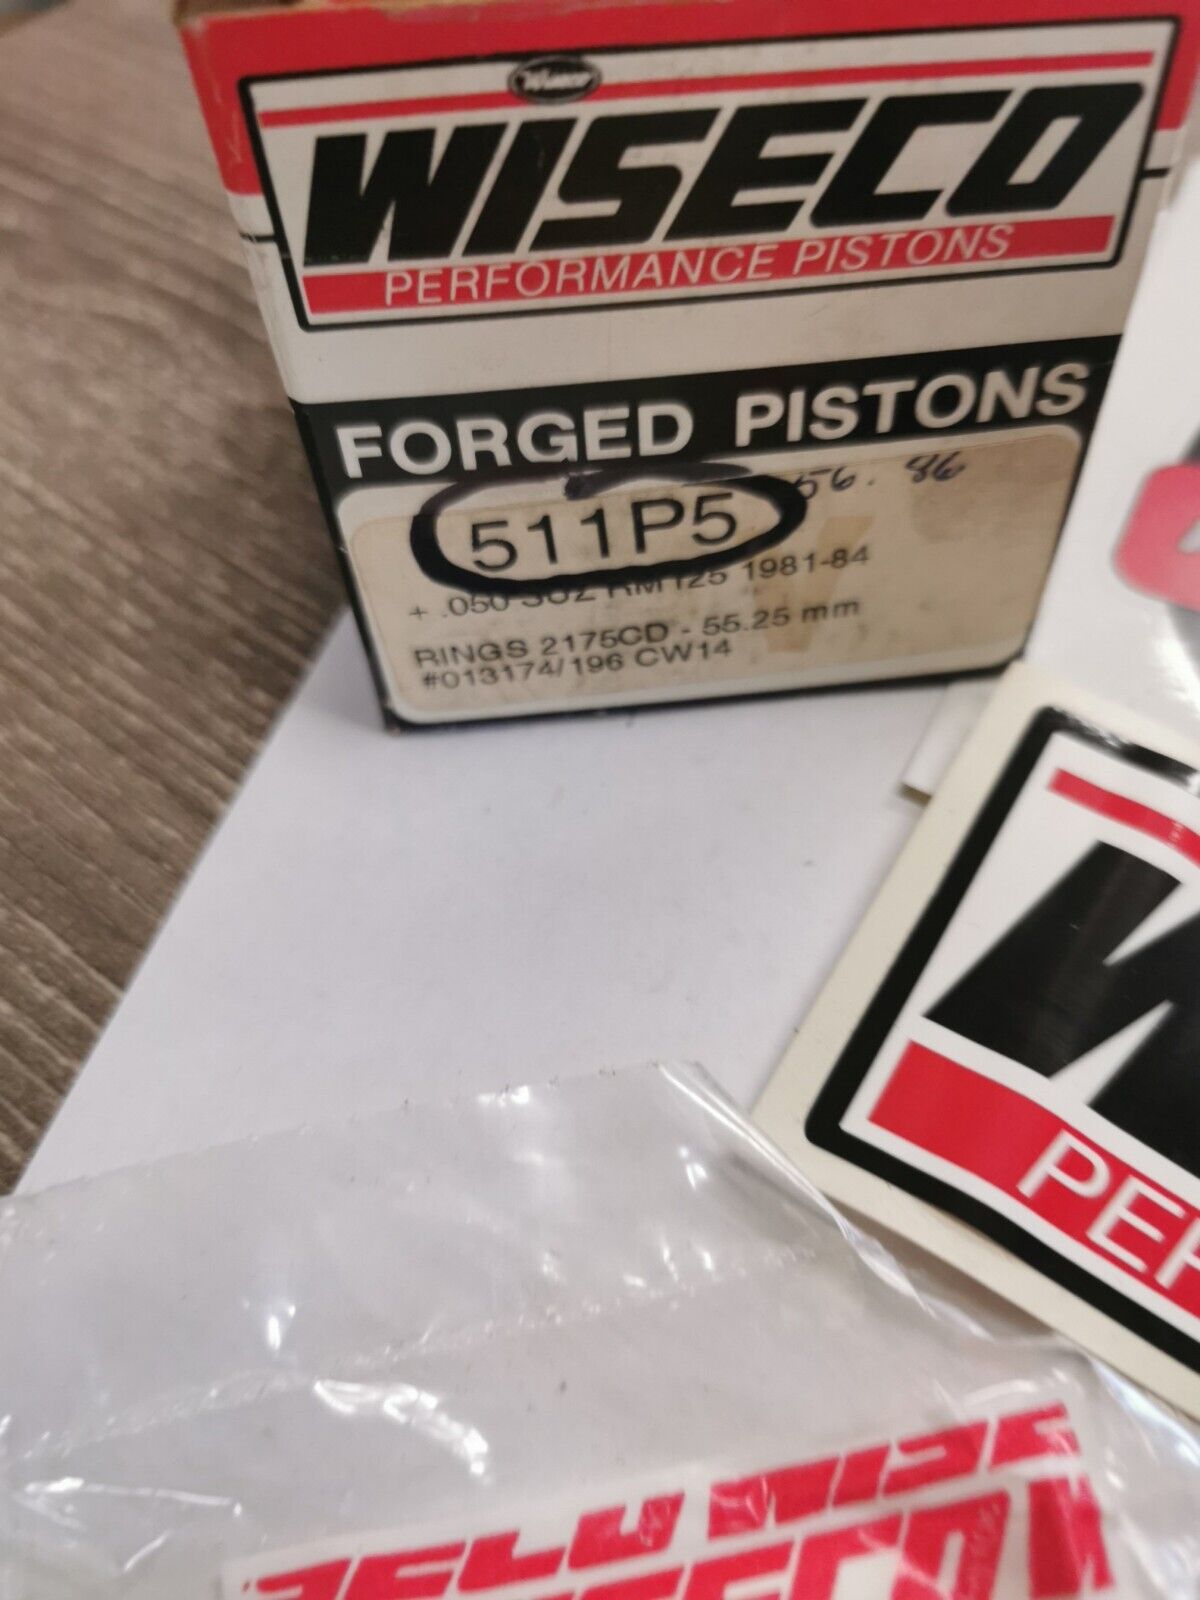 Wiseco
WISECO
PERFORMANCE PISTONS
FORGED PISTONS
56. 86
511P5
+ .050 SUZ RM125 1981-84
RINGS 2175CD - 55.25 mm
#013174/196 CW14
W
PER
WISE